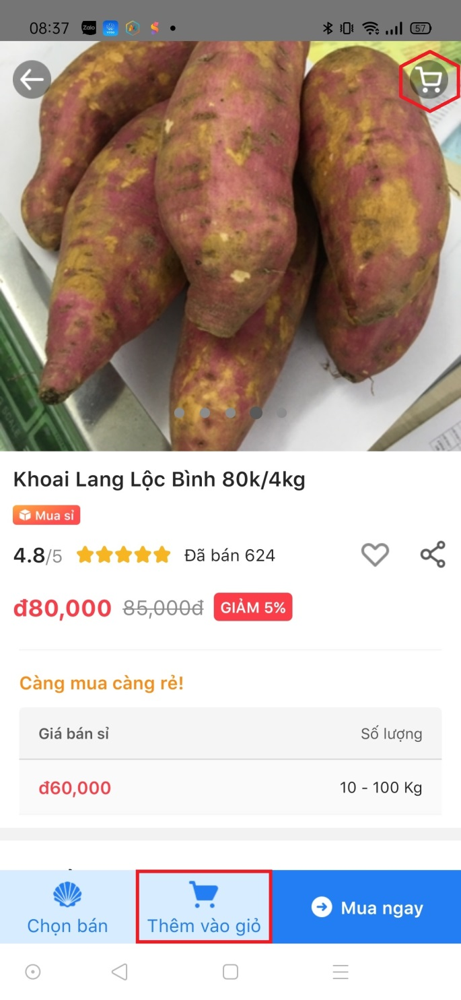 08:37
Zalo
57
Khoai Lang Lộc Bình 80k/4kg
Mua sỉ
4.8/5 Đã bán 624
đ80,000 85,000đ GIẢM 5%
Càng mua càng rẻ!
Giá bán sỉ Số lượng
đ60,000 10 - 100 Kg
Chọn bán Thêm vào giỏ Mua ngay